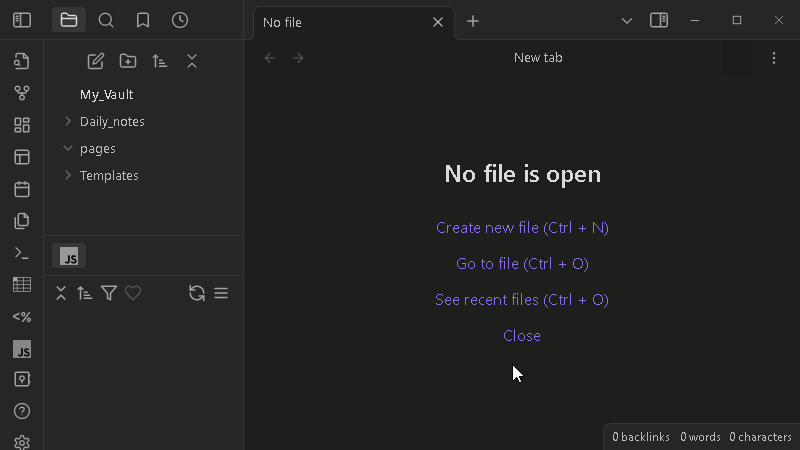 No file
New tab
My_Vault
Daily_notes
pages
Templates
No file is open
Create new file (Ctrl + N)
Go to file (Ctrl + O)
See recent files (Ctrl + O)
Close
JS
<%
JS
0 backlinks 0 words 0 characters